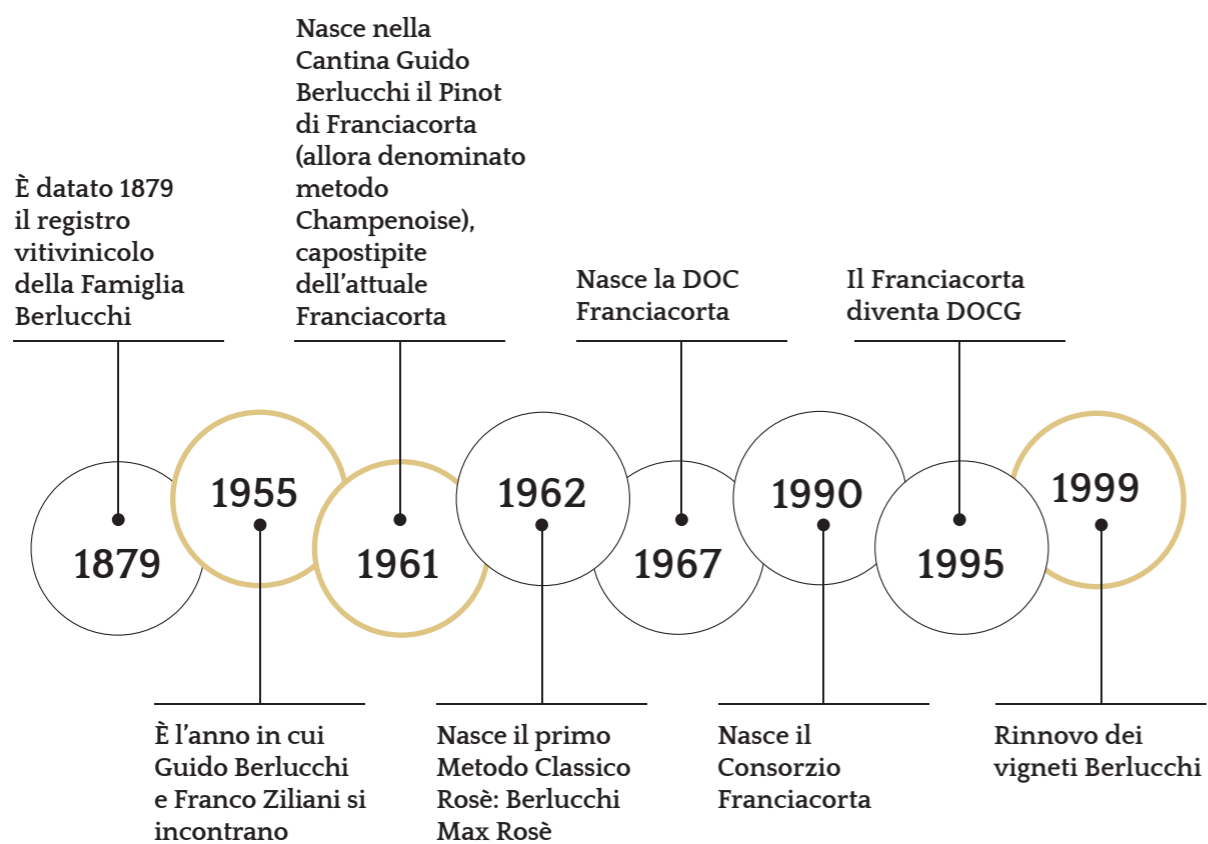 È datato 1879
il registro
vitivinicolo
della Famiglia
Berlucchi
Nasce nella
Cantina Guido
Berlucchi il Pinot
di Franciacorta
(allora denominato
metodo
Champenoise),
capostipite
dell’attuale
Franciacorta
Nasce la DOC
Franciacorta
Il Franciacorta
diventa DOCG
1879
1955
1961
1962
1967
1990
1995
1999
È l’anno in cui
Guido Berlucchi
e Franco Ziliani si
incontrano
Nasce il primo
Metodo Classico
Rosè: Berlucchi
Max Rosè
Nasce il
Consorzio
Franciacorta
Rinnovo dei
vigneti Berlucchi